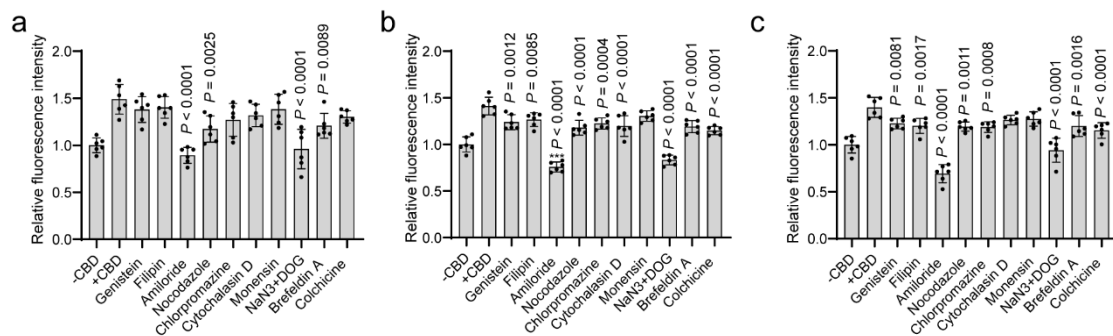 a
Relative fluorescence intensity
2.0
1.5
1.0
0.5
0.0
P < 0.0001
P = 0.0025
P < 0.0001
P = 0.0089
-CBD
+CBD
Genistein
Filipin
Amiloride
Nocodazole
Chlorpromazine
Cytochalasin D
Monensin
NaN3+DOG
Brefeldin A
Colchicine
b
Relative fluorescence intensity
2.0
1.5
1.0
0.5
0.0
P = 0.0012
P = 0.0085
***
P < 0.0001
P < 0.0001
P = 0.0004
P < 0.0001
P < 0.0001
P < 0.0001
P < 0.0001
-CBD
+CBD
Genistein
Filipin
Amiloride
Nocodazole
Chlorpromazine
Cytochalasin D
Monensin
NaN3+DOG
Brefeldin A
Colchicine
c
Relative fluorescence intensity
2.0
1.5
1.0
0.5
0.0
P = 0.0081
P = 0.0017
P < 0.0001
P = 0.0011
P = 0.0008
P < 0.0001
P = 0.0016
P < 0.0001
-CBD
+CBD
Genistein
Filipin
Amiloride
Nocodazole
Chlorpromazine
Cytochalasin D
Monensin
NaN3+DOG
Brefeldin A
Colchicine